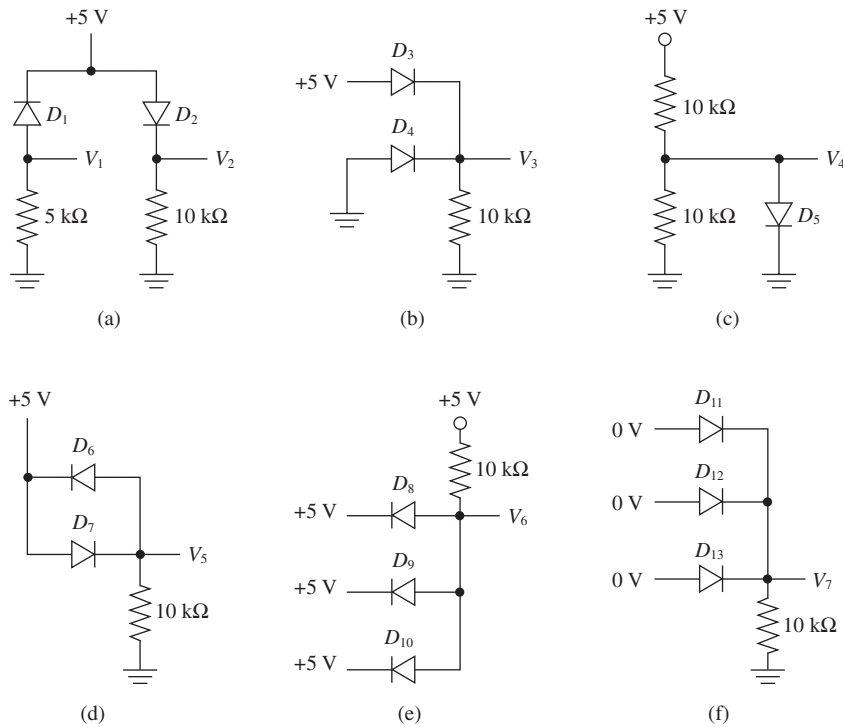 +5 V
D1
D2
V1
V2
5 kΩ
10 kΩ
(a)
D3
+5 V
D4
V3
10 kΩ
(b)
+5 V
10 kΩ
V4
10 kΩ
D5
(c)
+5 V
D6
D7
V5
10 kΩ
(d)
+5 V
10 kΩ
D8
+5 V
V6
D9
+5 V
D10
+5 V
(e)
D11
0 V
D12
0 V
D13
0 V
V7
10 kΩ
(f)